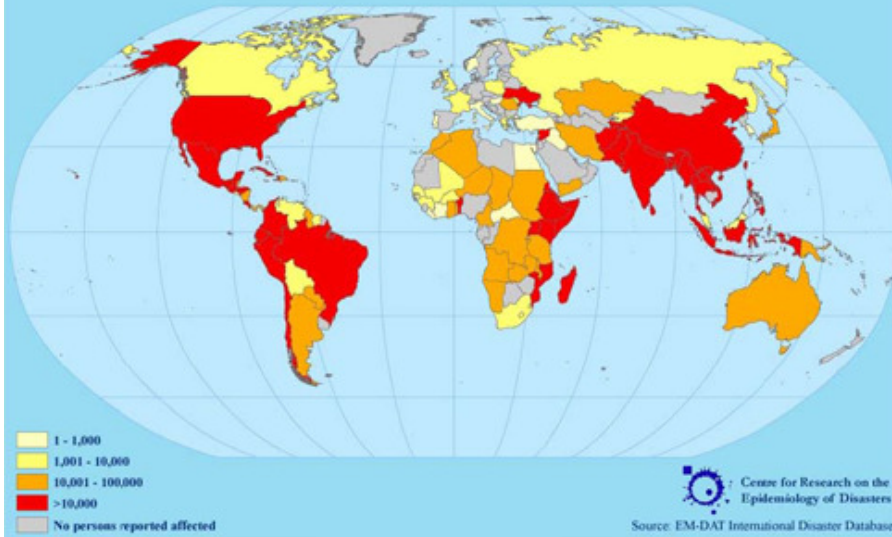 1 - 1,000
1,001 - 10,000
10,001 - 100,000
>10,000
No persons reported affected
Centre for Research on the
Epidemiology of Disasters
Source: EM-DAT International Disaster Database